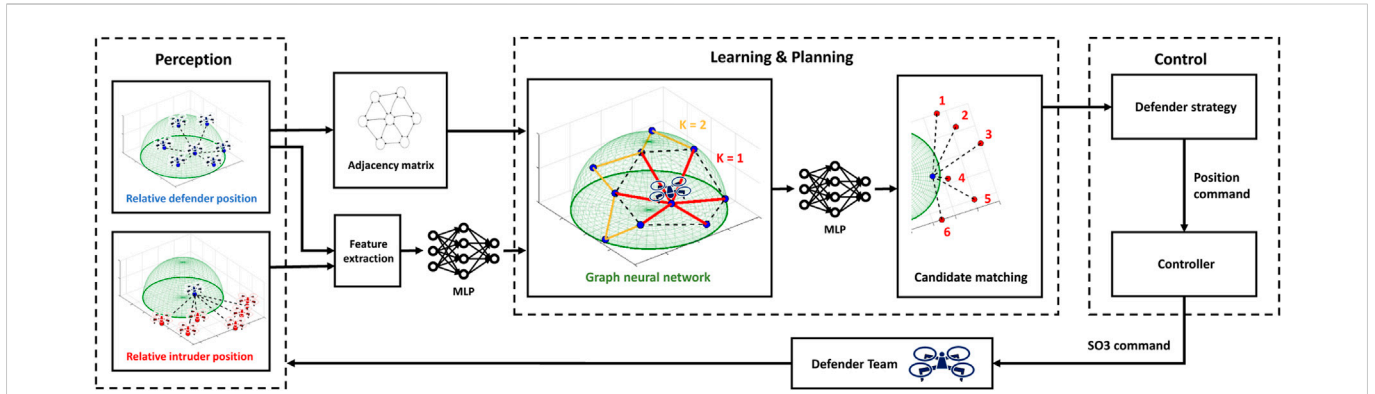 Perception
Relative defender position
Relative intruder position
Adjacency matrix
Feature
extraction
MLP
Learning & Planning
K = 2
K = 1
Graph neural network
MLP
1
2
3
4
5
6
Candidate matching
Control
Defender strategy
Position
command
Controller
SO3 command
Defender Team